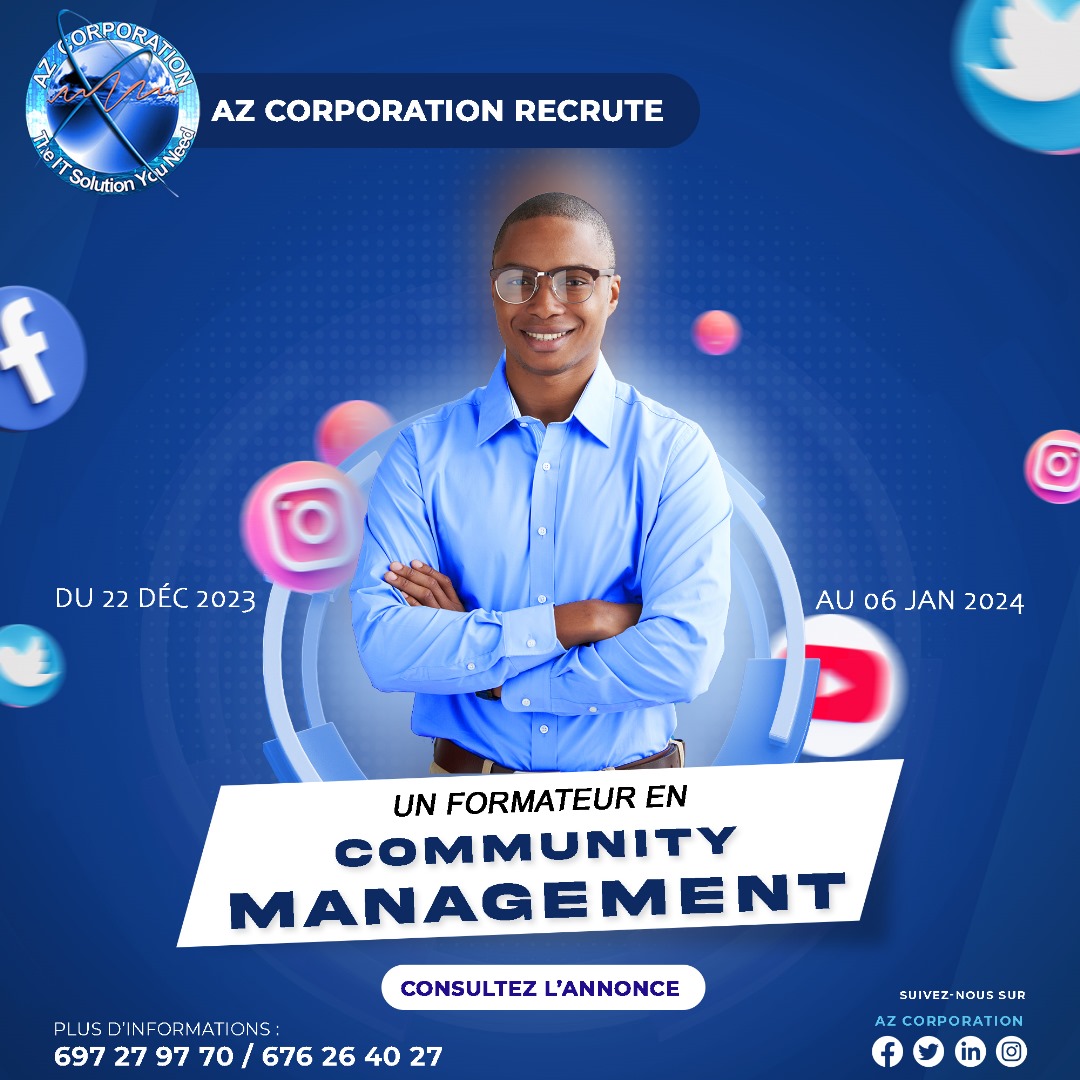 AZ CORPORATION
The IT Solution You Need
AZ CORPORATION RECRUTE
DU 22 DÉC 2023
AU 06 JAN 2024
UN FORMATEUR EN
COMMUNITY
MANAGEMENT
CONSULTEZ L'ANNONCE
PLUS D'INFORMATIONS :
697 27 97 70 / 676 26 40 27
SUIVEZ-NOUS SUR
AZ CORPORATION